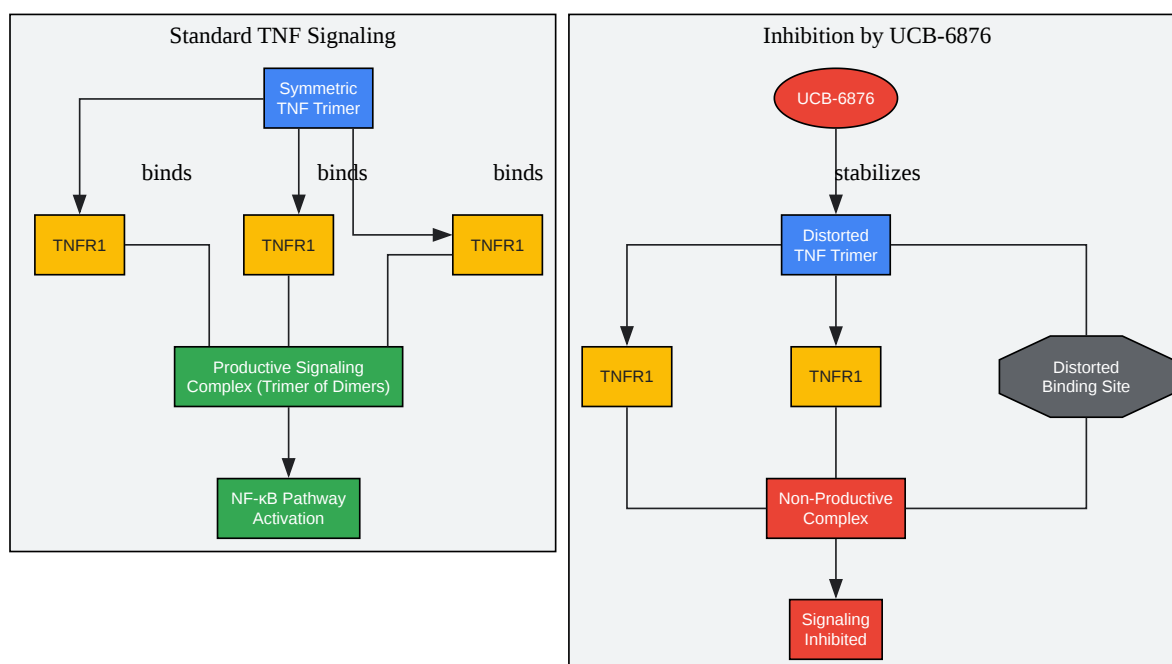 Standard TNF Signaling
Symmetric
TNF Trimer
binds
binds
binds
TNFR1
TNFR1
TNFR1
Productive Signaling
Complex (Trimer of Dimers)
NF-κB Pathway
Activation
Inhibition by UCB-6876
UCB-6876
stabilizes
Distorted
TNF Trimer
TNFR1
TNFR1
Distorted
Binding Site
Non-Productive
Complex
Signaling
Inhibited